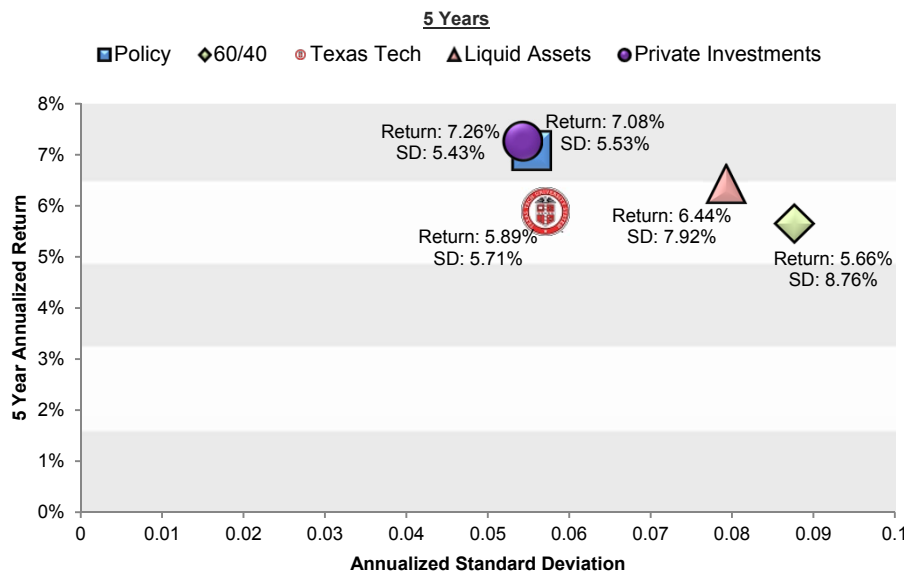 5 Years
Policy 60/40 Texas Tech Liquid Assets Private Investments
8%
7%
6%
5%
4%
3%
2%
1%
0%
5 Year Annualized Return
Return: 7.26%
SD: 5.43%
Return: 7.08%
SD: 5.53%
Return: 5.89%
SD: 5.71%
Return: 6.44%
SD: 7.92%
Return: 5.66%
SD: 8.76%
0 0.01 0.02 0.03 0.04 0.05 0.06 0.07 0.08 0.09 0.1
Annualized Standard Deviation